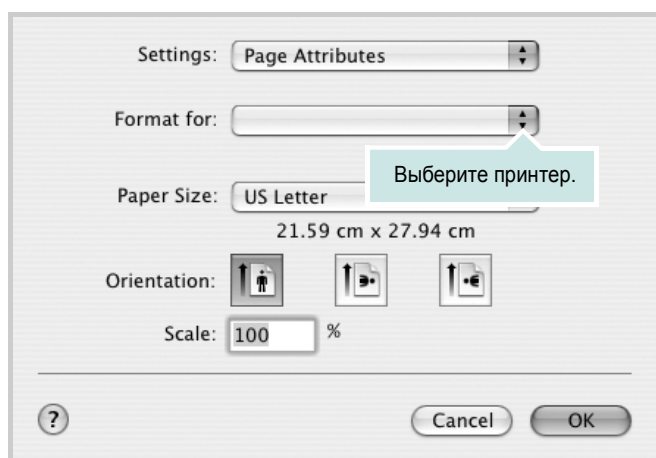 Settings: Page Attributes
Format for:
Выберите принтер.
Paper Size: US Letter
21.59 cm x 27.94 cm
Orientation:
Scale: 100 %
? Cancel OK